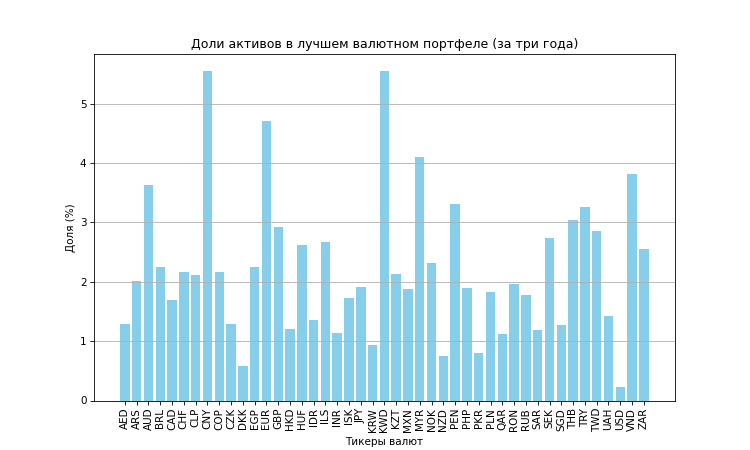 Доли активов в лучшем валютном портфеле (за три года)
Доля (%)
5
4
3
2
1
0
AED ARS AUD BRL CAD CHF CLP CNY COP CZK DKK EGP EUR GBP HKD HUF IDR ILS INR ISK JPY KRW KWD KZT MXN MYR NOK NZD PEN PHP PKR PLN QAR RON RUB SAR SEK SGD THB TRY TWD UAH USD VND ZAR
Тикеры валют